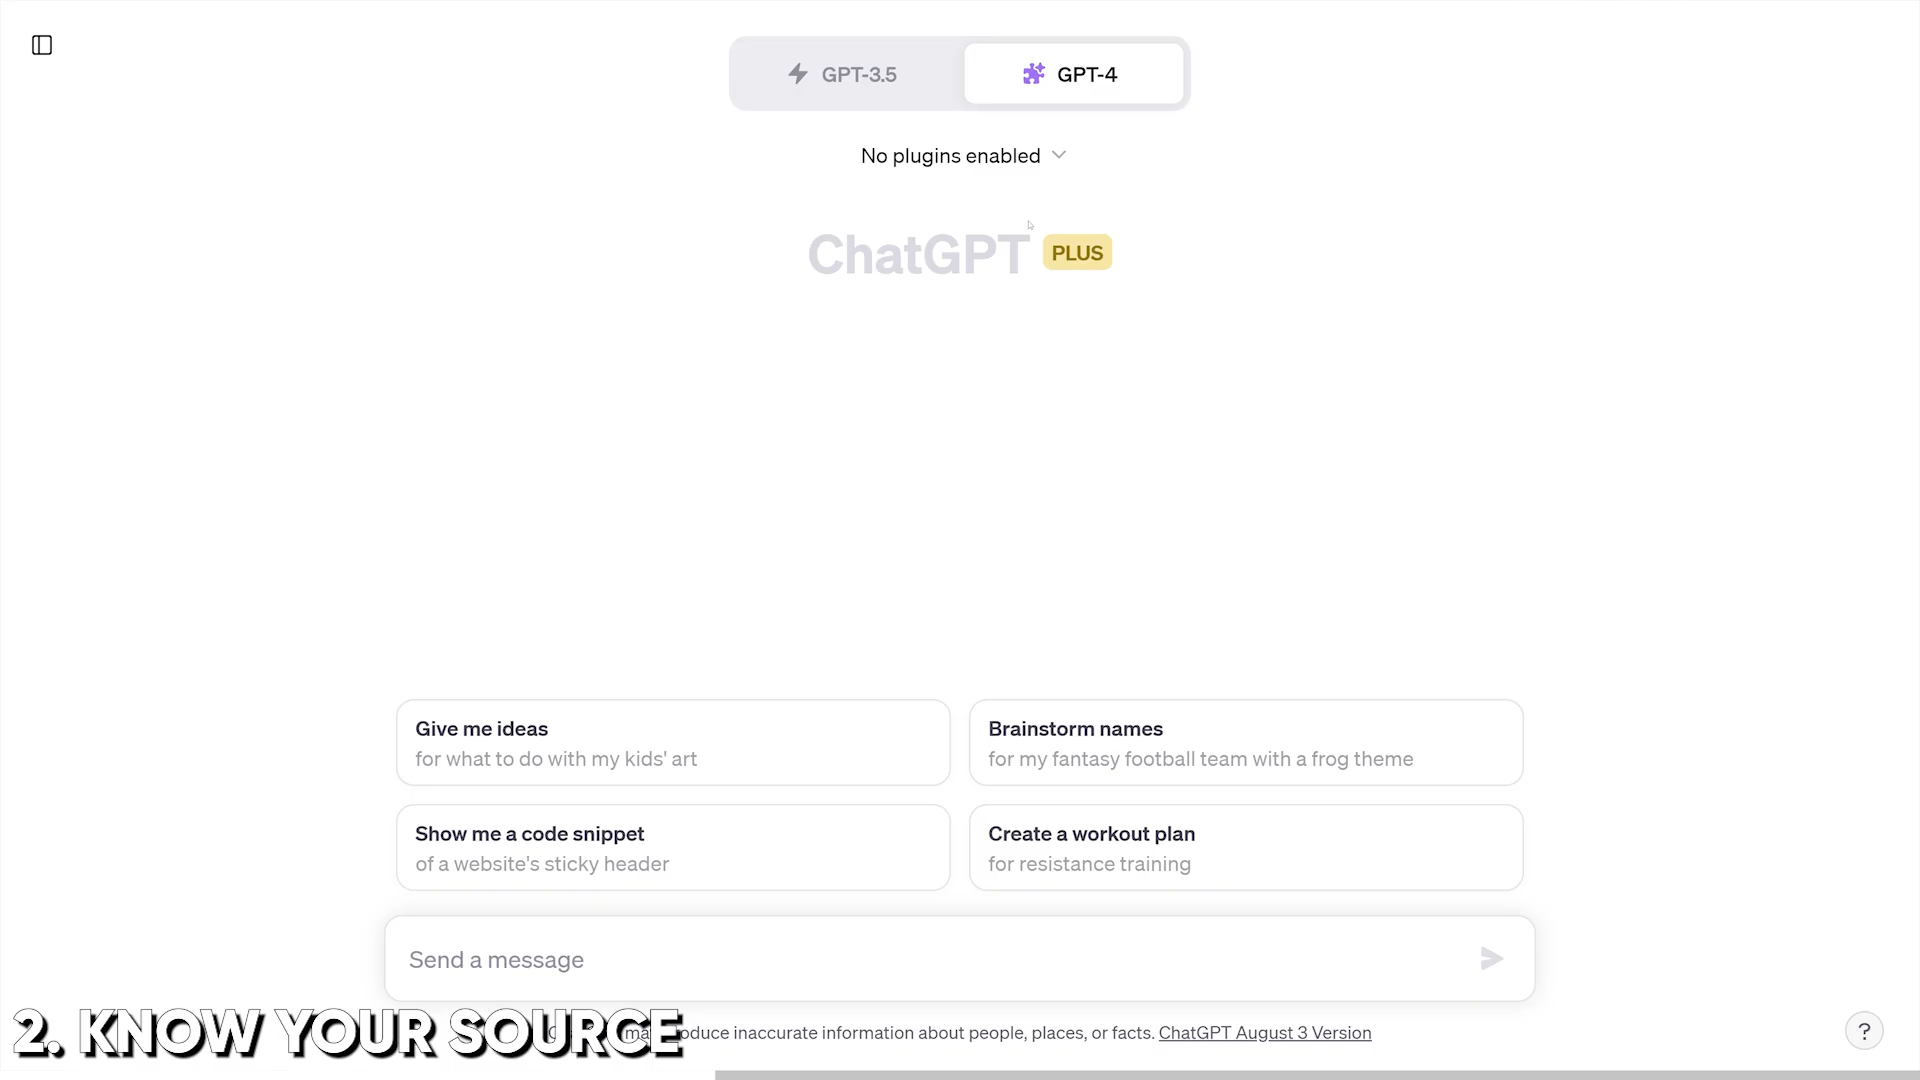 GPT-3.5
GPT-4
No plugins enabled
ChatGPT PLUS
Give me ideas
for what to do with my kids' art
Brainstorm names
for my fantasy football team with a frog theme
Show me a code snippet
of a website's sticky header
Create a workout plan
for resistance training
Send a message
2. KNOW YOUR SOURCE
inaccurate information about people, places, or facts. ChatGPT August 3 Version
?